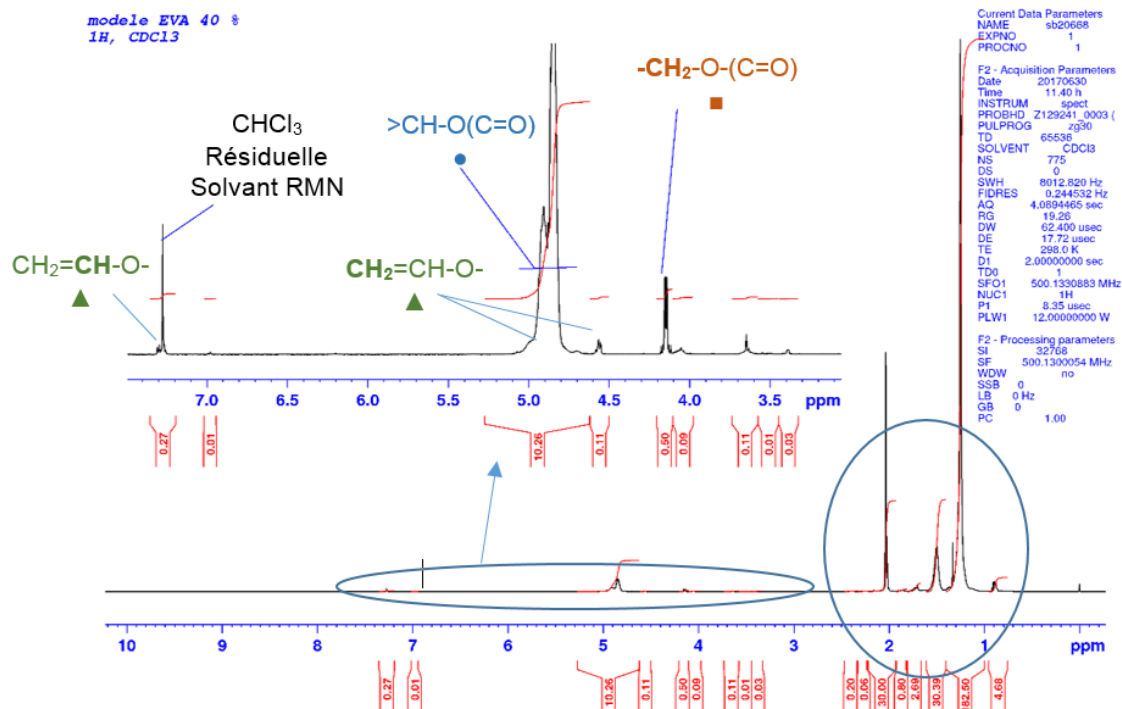 modele EVA 40 %
1H, CDCl3
CHCl₃
Résiduelle
Solvant RMN
>CH-O(C=O)
●
-CH₂-O-(C=O)
■
CH₂=CH-O-
▲
CH₂=CH-O-
▲
Current Data Parameters
NAME sb20668
EXPNO 1
PROCNO 1
F2 - Acquisition Parameters
Date 20170630
Time 11.40 h
INSTRUM spect
PROBHD Z129241_0003 (
PULPROG zg30
TD 65536
SOLVENT CDCl3
NS 775
DS 0
SWH 8012.820 Hz
FIDRES 0.244532 Hz
AQ 4.0894465 sec
RG 19.26
DW 62.400 usec
DE 17.72 usec
TE 298.0 K
D1 2.00000000 sec
TD0 1
SFO1 500.1330883 MHz
NUC1 1H
P1 8.35 usec
PLW1 12.00000000 W
F2 - Processing parameters
SI 32768
SF 500.1300054 MHz
WDW no
SSB 0
LB 0 Hz
GB 0
PC 1.00
7.0 6.5 6.0 5.5 5.0 4.5 4.0 3.5 ppm
0.27 0.01 10.26 0.11 0.50 0.09 0.11 0.01 0.03
10 9 8 7 6 5 4 3 2 1 ppm
0.27 0.01 10.26 0.11 0.50 0.09 0.11 0.01 0.03 0.20 0.06 30.00 0.80 2.69 30.39 4.68